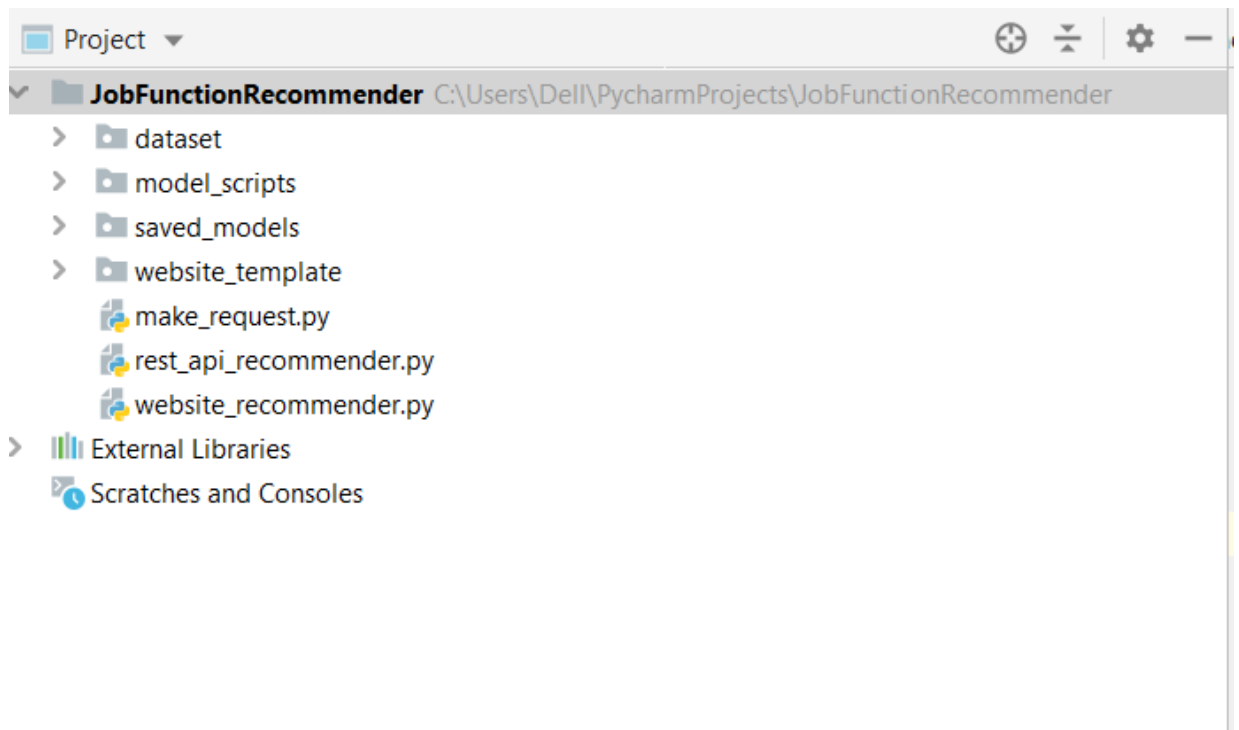 Project
JobFunctionRecommender C:\Users\Dell\PycharmProjects\JobFunctionRecommender
dataset
model_scripts
saved_models
website_template
make_request.py
rest_api_recommender.py
website_recommender.py
External Libraries
Scratches and Consoles